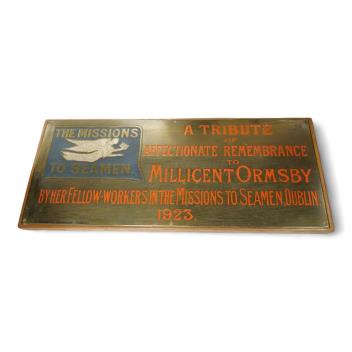 THE MISSIONS
TO SEAMEN.
A TRIBUTE
OF
AFFECTIONATE REMEMBRANCE
TO
MILLICENT ORMSBY
BY HER FELLOW-WORKERS IN THE MISSIONS TO SEAMEN, DUBLIN
1923.